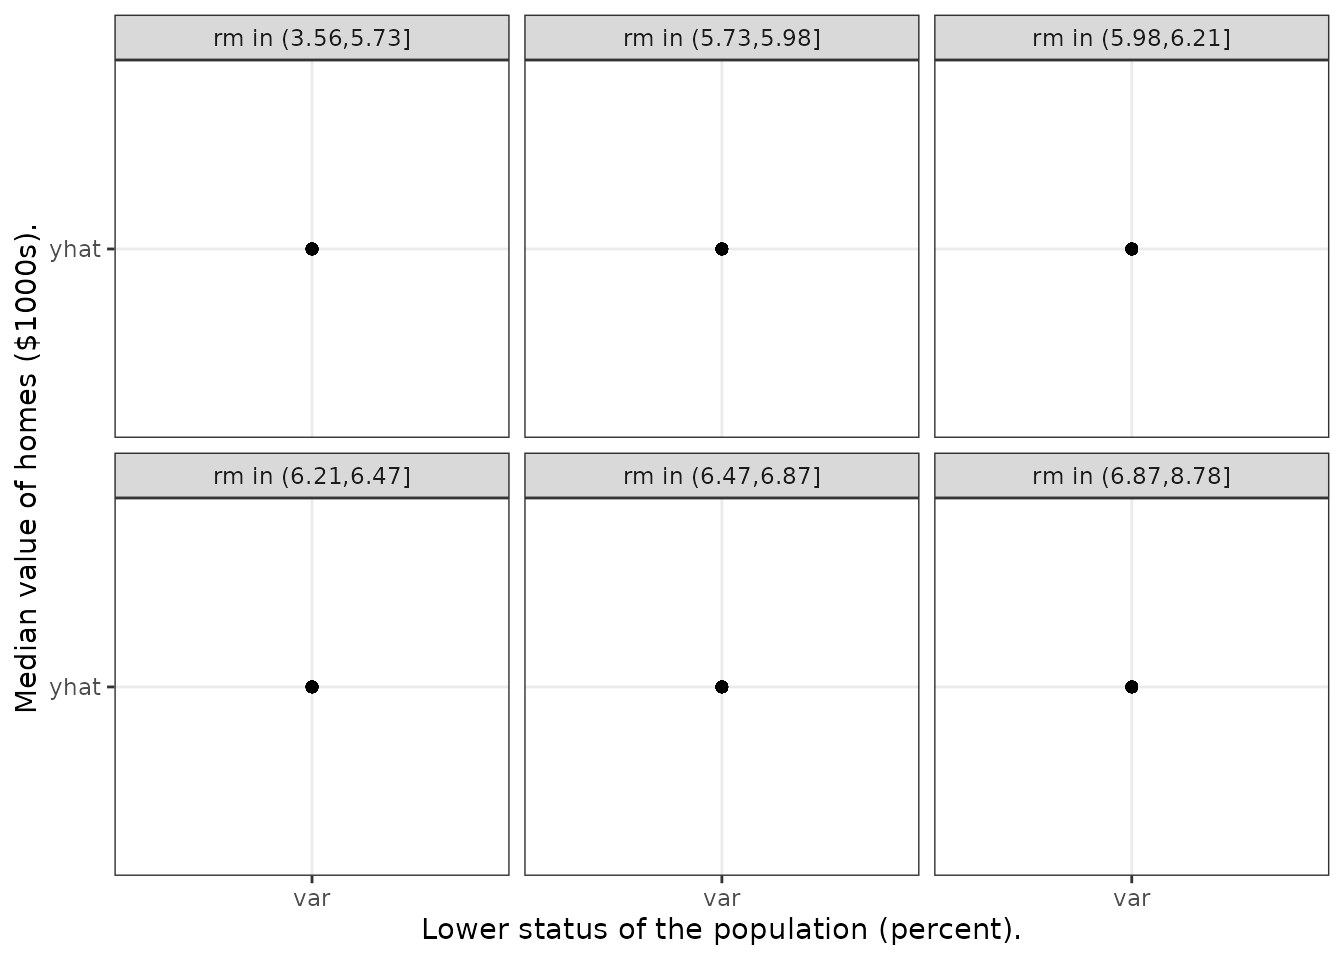 rm in (3.56,5.73]
rm in (5.73,5.98]
rm in (5.98,6.21]
yhat
rm in (6.21,6.47]
rm in (6.47,6.87]
rm in (6.87,8.78]
yhat
var
var
var
Lower status of the population (percent).
Median value of homes ($1000s).